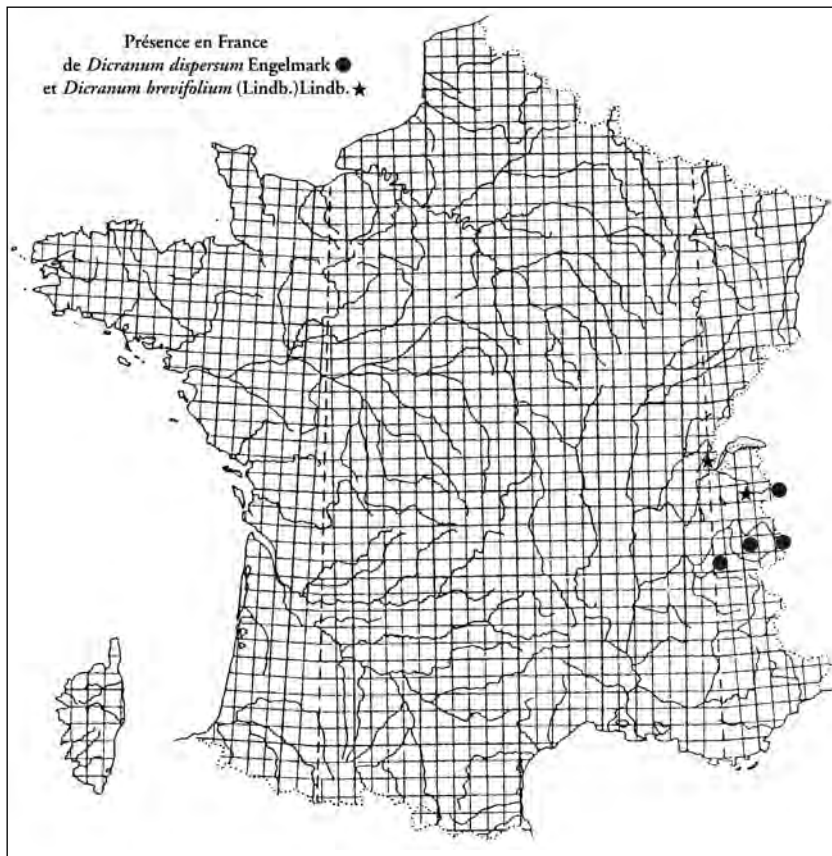 Présence en France
de Dicranum dispersum Engelmark ●
et Dicranum brevifolium (Lindb.)Lindb. ★